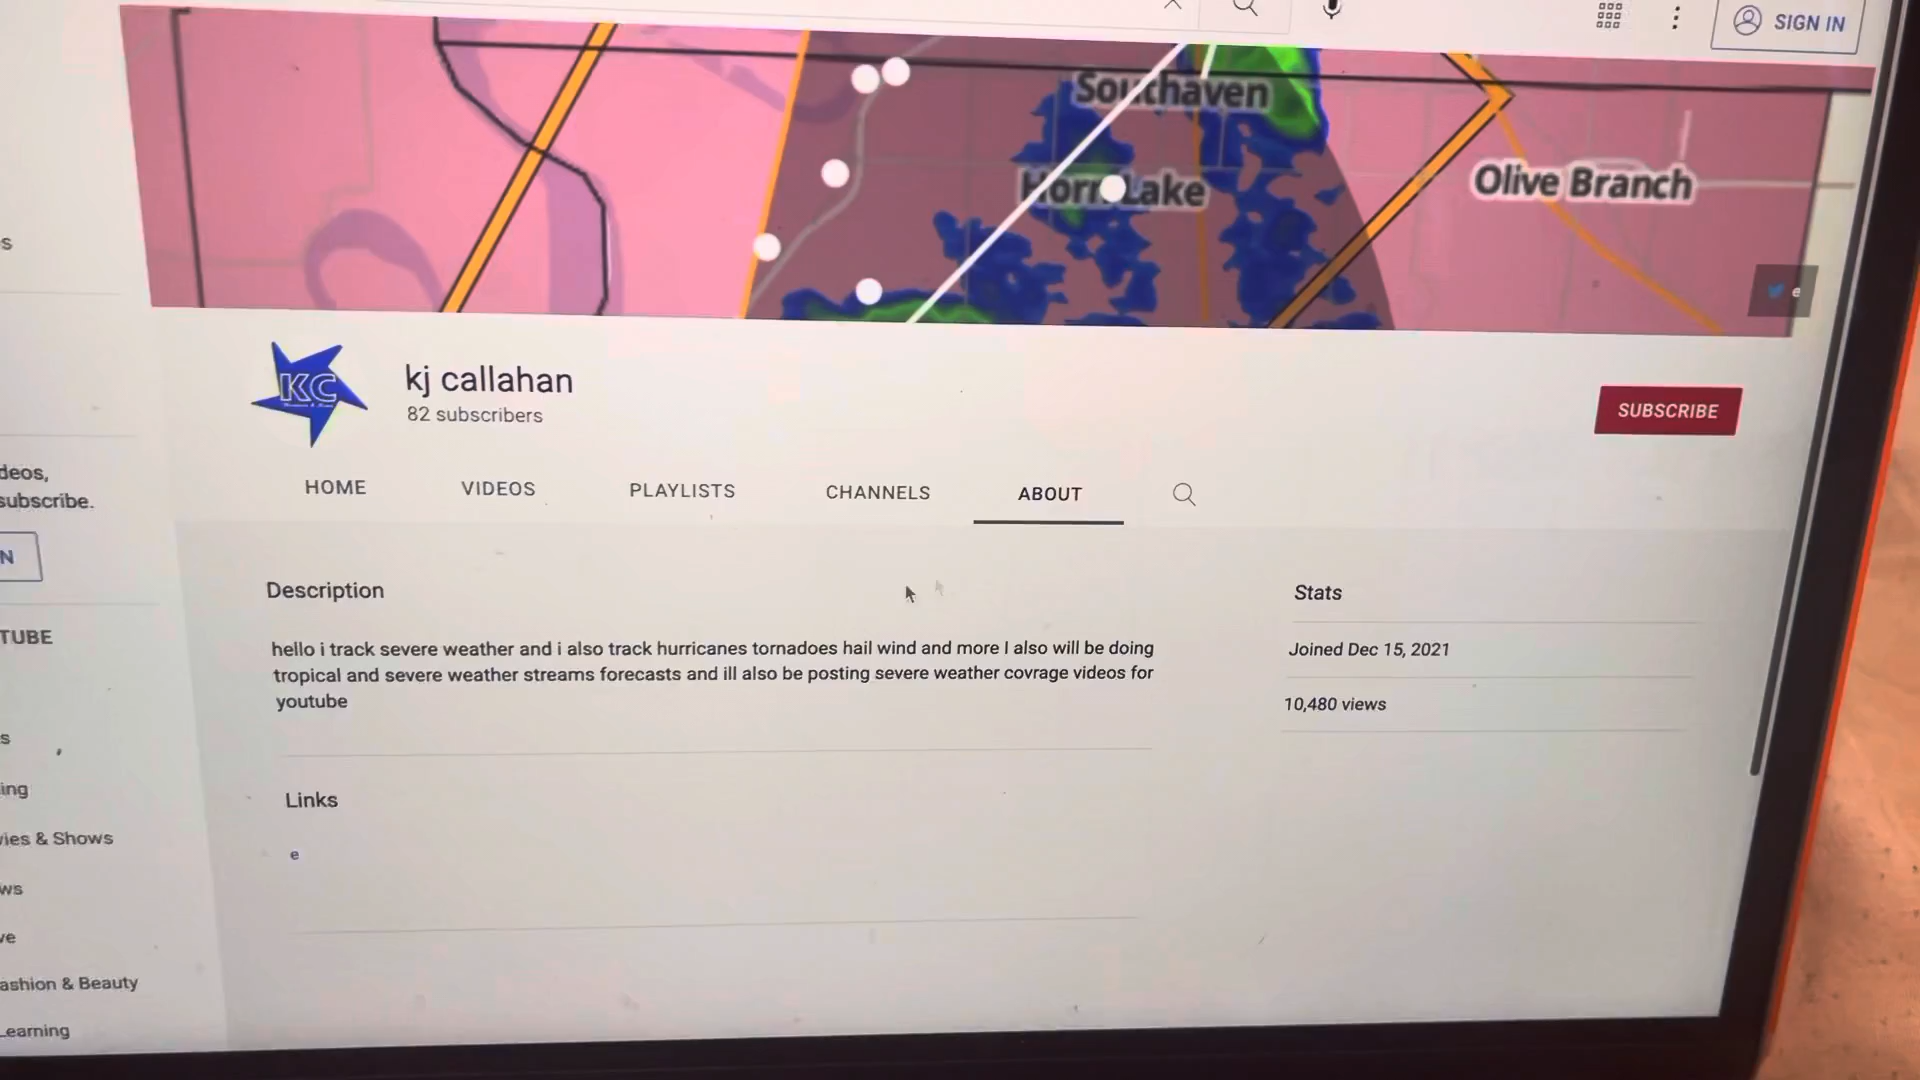 SIGN IN
Southaven
Horn Lake
Olive Branch
e
s
KC
kj callahan
82 subscribers
SUBSCRIBE
deos,
subscribe.
N
HOME VIDEOS PLAYLISTS CHANNELS ABOUT
Description
hello i track severe weather and i also track hurricanes tornadoes hail wind and more I also will be doing
tropical and severe weather streams forecasts and ill also be posting severe weather covrage videos for
youtube
Stats
Joined Dec 15, 2021
10,480 views
Links
e
TUBE
s
ing
vies & Shows
ws
ve
ashion & Beauty
Learning